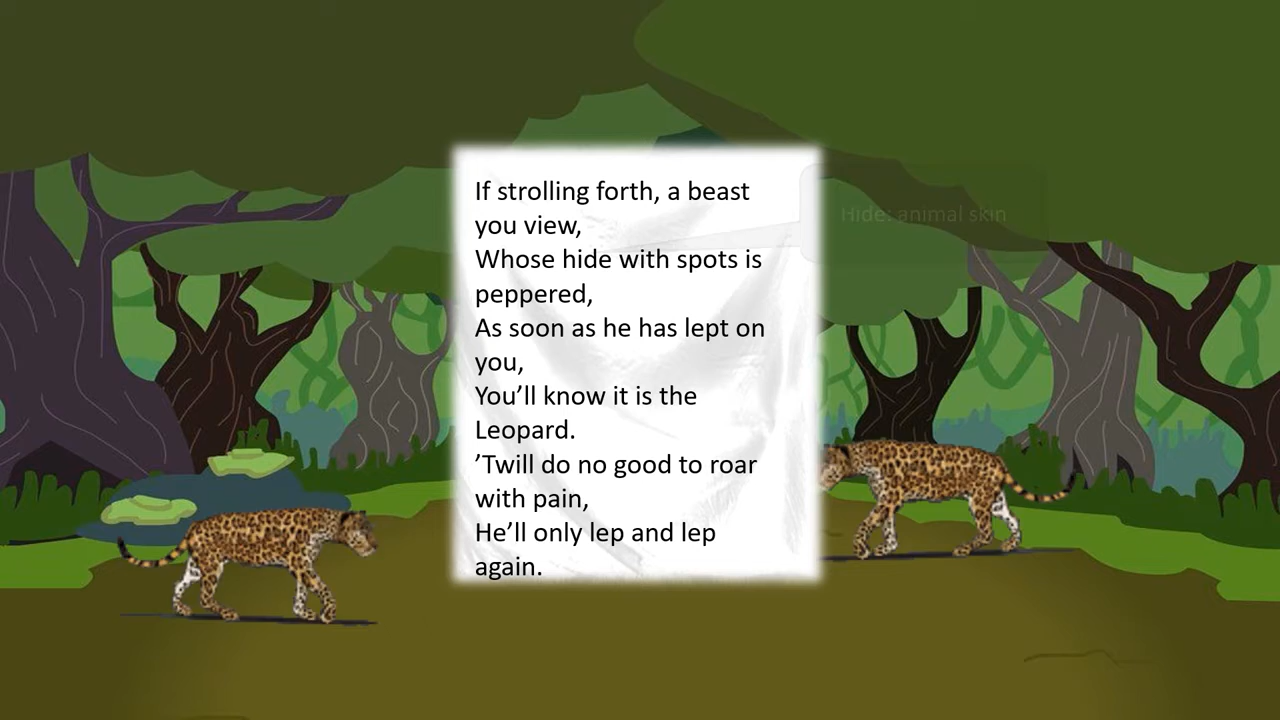 If strolling forth, a beast
you view,
Whose hide with spots is
peppered,
As soon as he has lept on
you,
You’ll know it is the
Leopard.
’Twill do no good to roar
with pain,
He’ll only lep and lep
again.
Hide: animal skin